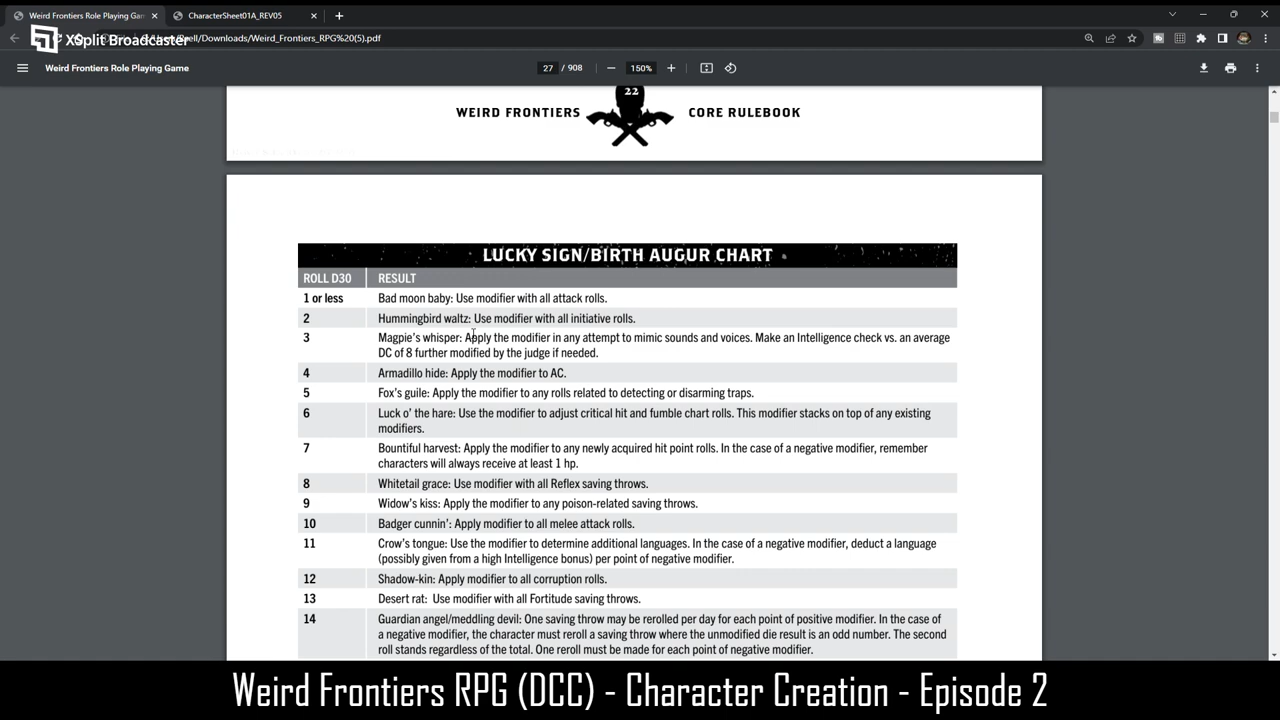 Weird Frontiers Role Playing Gam
CharacterSheet01A_REV05
XSplit Broadcaster
/Downloads/Weird_Frontiers_RPG%20(5).pdf
Weird Frontiers Role Playing Game
27 / 908
150%
22
WEIRD FRONTIERS
CORE RULEBOOK
LUCKY SIGN/BIRTH AUGUR CHART
ROLL D30 RESULT
1 or less Bad moon baby: Use modifier with all attack rolls.
2 Hummingbird waltz: Use modifier with all initiative rolls.
3 Magpie's whisper: Apply the modifier in any attempt to mimic sounds and voices. Make an Intelligence check vs. an average
DC of 8 further modified by the judge if needed.
4 Armadillo hide: Apply the modifier to AC.
5 Fox's guile: Apply the modifier to any rolls related to detecting or disarming traps.
6 Luck o' the hare: Use the modifier to adjust critical hit and fumble chart rolls. This modifier stacks on top of any existing
modifiers.
7 Bountiful harvest: Apply the modifier to any newly acquired hit point rolls. In the case of a negative modifier, remember
characters will always receive at least 1 hp.
8 Whitetail grace: Use modifier with all Reflex saving throws.
9 Widow's kiss: Apply the modifier to any poison-related saving throws.
10 Badger cunnin': Apply modifier to all melee attack rolls.
11 Crow's tongue: Use the modifier to determine additional languages. In the case of a negative modifier, deduct a language
(possibly given from a high Intelligence bonus) per point of negative modifier.
12 Shadow-kin: Apply modifier to all corruption rolls.
13 Desert rat: Use modifier with all Fortitude saving throws.
14 Guardian angel/meddling devil: One saving throw may be rerolled per day for each point of positive modifier. In the case of
a negative modifier, the character must reroll a saving throw where the unmodified die result is an odd number. The second
roll stands regardless of the total. One reroll must be made for each point of negative modifier.
Weird Frontiers RPG (DCC) - Character Creation - Episode 2